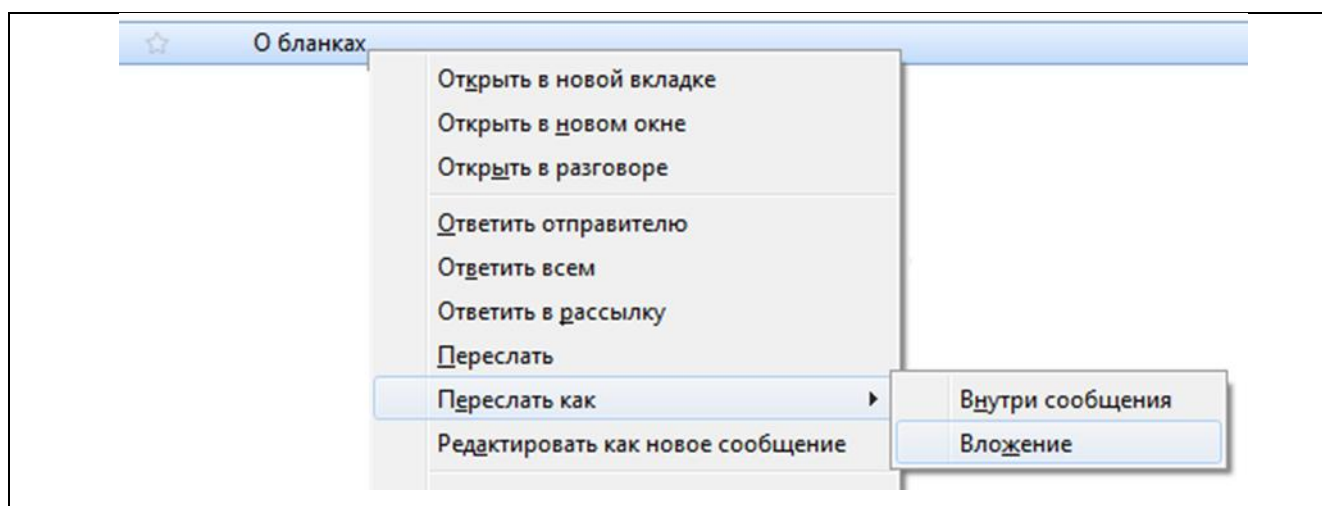 О бланках
Открыть в новой вкладке
Открыть в новом окне
Открыть в разговоре
Ответить отправителю
Ответить всем
Ответить в рассылку
Переслать
Переслать как
Внутри сообщения
Редактировать как новое сообщение
Вложение